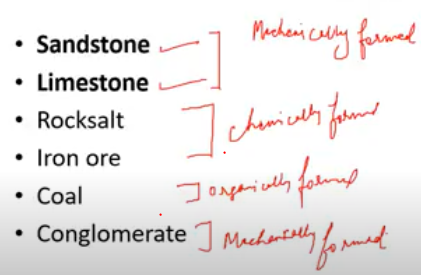 • Sandstone
• Limestone
Mechanically formed
• Rocksalt
• Iron ore
chemically formed
• Coal
organically formed
• Conglomerate
Mechanically formed